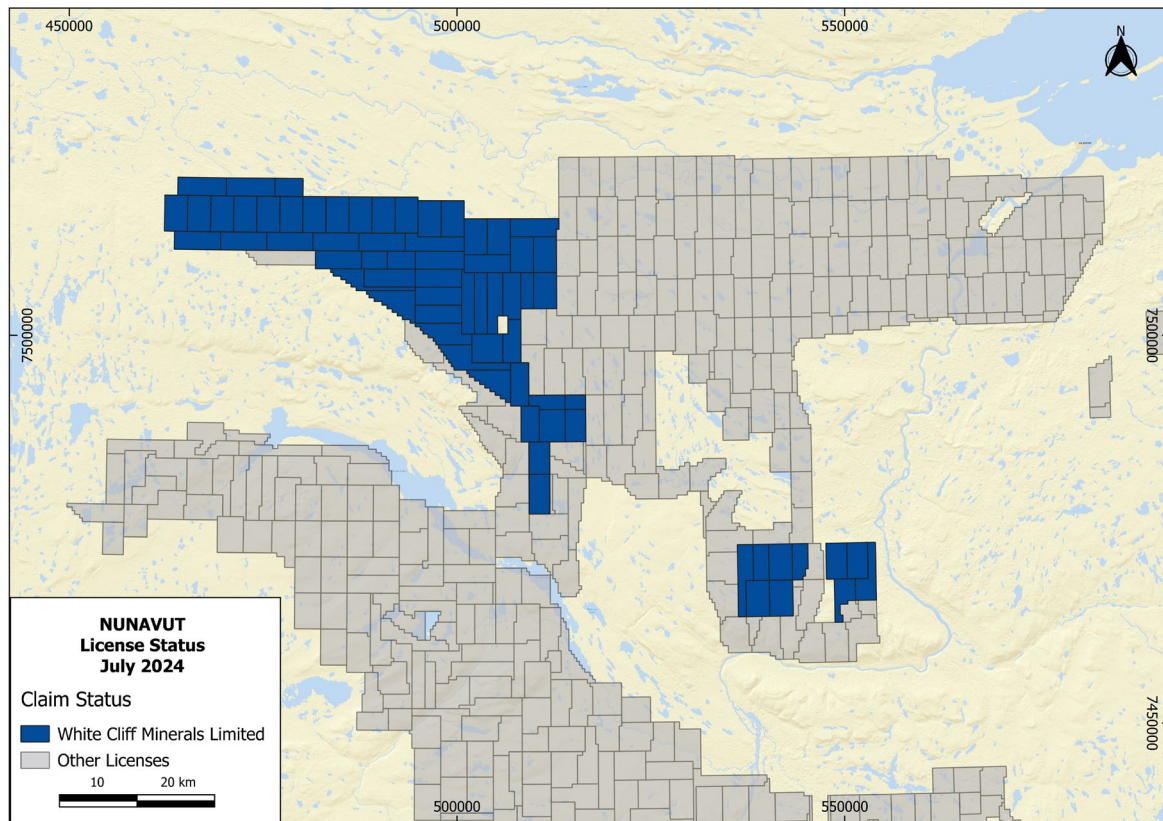 450000
500000
550000
N
7500000
7500000
NUNAVUT
License Status
July 2024
Claim Status
White Cliff Minerals Limited
Other Licenses
10 20 km
7450000
500000
550000